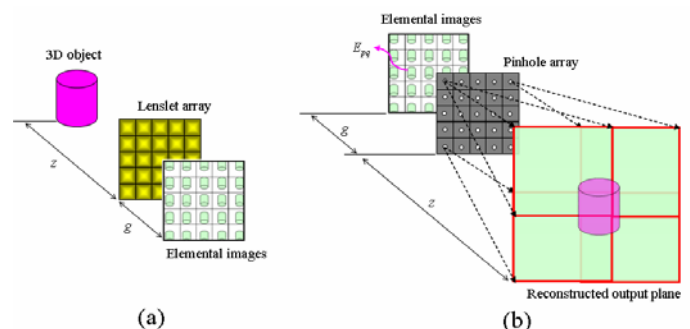 3D object
Lenslet array
z
g
Elemental images
(a)
Elemental images
E_pq
Pinhole array
g
z
Reconstructed output plane
(b)